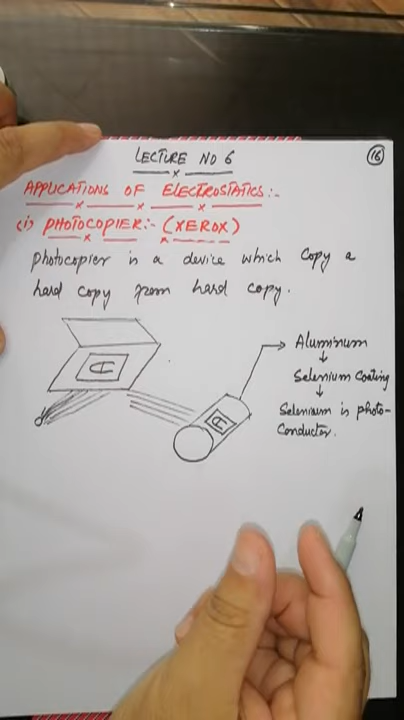 LECTURE NO 6
16
APPLICATIONS OF ELECTROSTATICS:-
(i) PHOTOCOPIER:- (XEROX)
Photocopier is a device which copy a
hard copy from hard copy.
Aluminum
Selenium Coating
Selenium is photo-
Conductor.
A
A